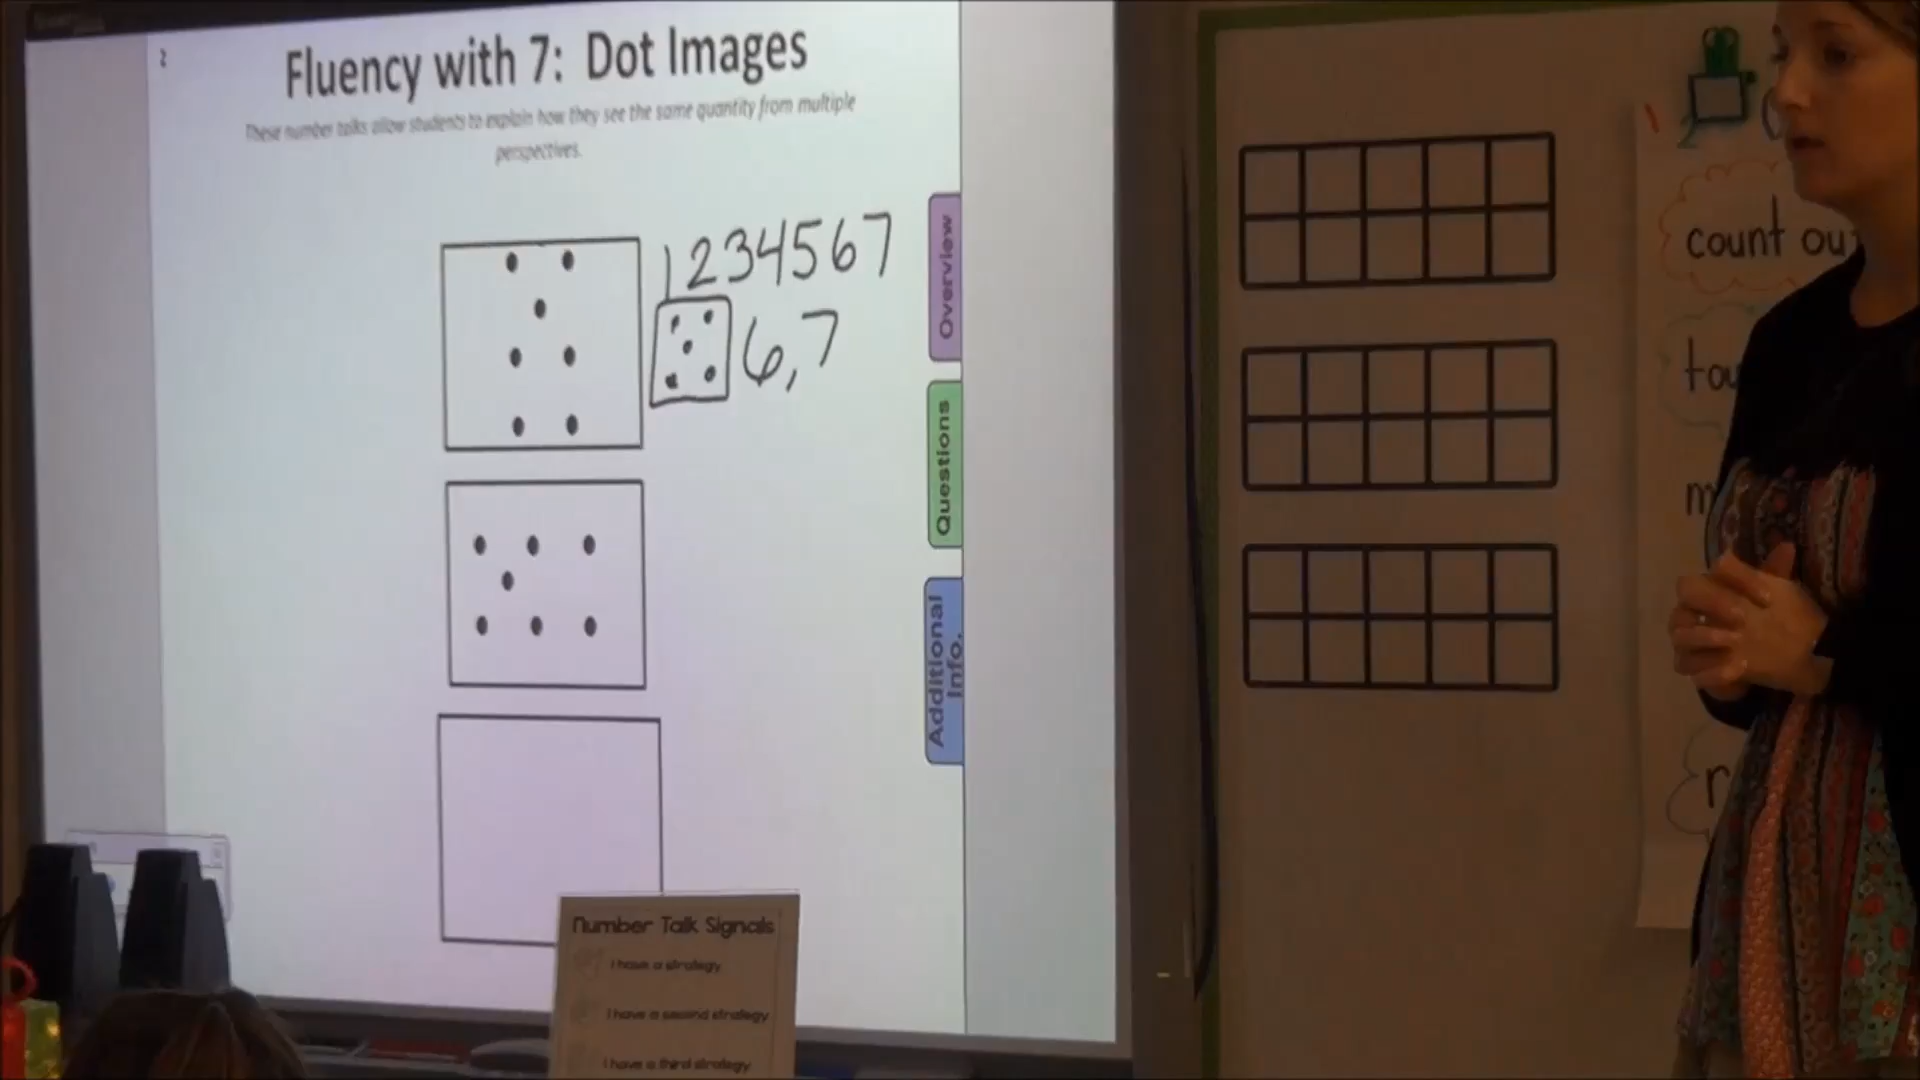 2
Fluency with 7: Dot Images
These number talks allow students to explain how they see the same quantity from multiple
perspectives.
1234567
6,7
Overview
Questions
Additional
Info.
Number Talk Signals
I have a strategy
I have a second strategy
I have a third strategy
count